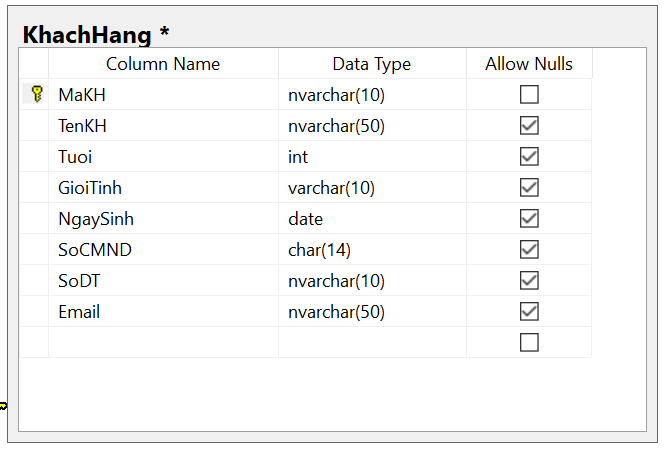 KhachHang *
Column Name Data Type Allow Nulls
MaKH nvarchar(10)
TenKH nvarchar(50)
Tuoi int
GioiTinh varchar(10)
NgaySinh date
SoCMND char(14)
SoDT nvarchar(10)
Email nvarchar(50)